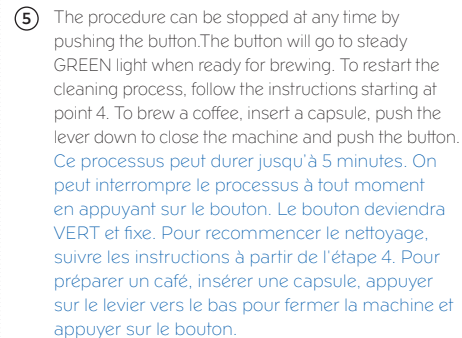 5 The procedure can be stopped at any time by
pushing the button.The button will go to steady
GREEN light when ready for brewing. To restart the
cleaning process, follow the instructions starting at
point 4. To brew a coffee, insert a capsule, push the
lever down to close the machine and push the button.
Ce processus peut durer jusqu'à 5 minutes. On
peut interrompre le processus à tout moment
en appuyant sur le bouton. Le bouton deviendra
VERT et fixe. Pour recommencer le nettoyage,
suivre les instructions à partir de l'étape 4. Pour
préparer un café, insérer une capsule, appuyer
sur le levier vers le bas pour fermer la machine et
appuyer sur le bouton.